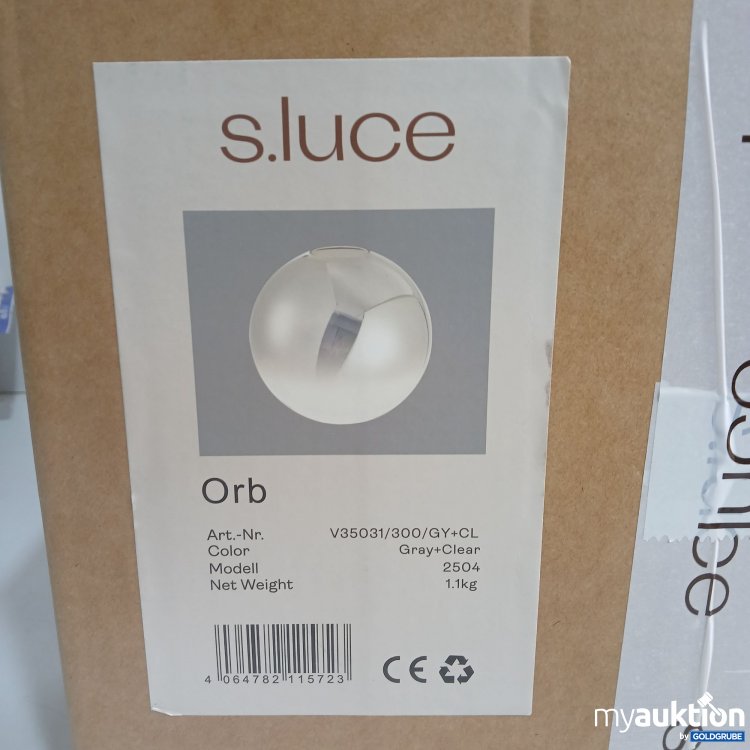 s.luce
Orb
Art.-Nr. V35031/300/GY+CL
Color Gray+Clear
Modell 2504
Net Weight 1.1kg
4 064782 115723
CE
myauktion
by GOLDGRUBE